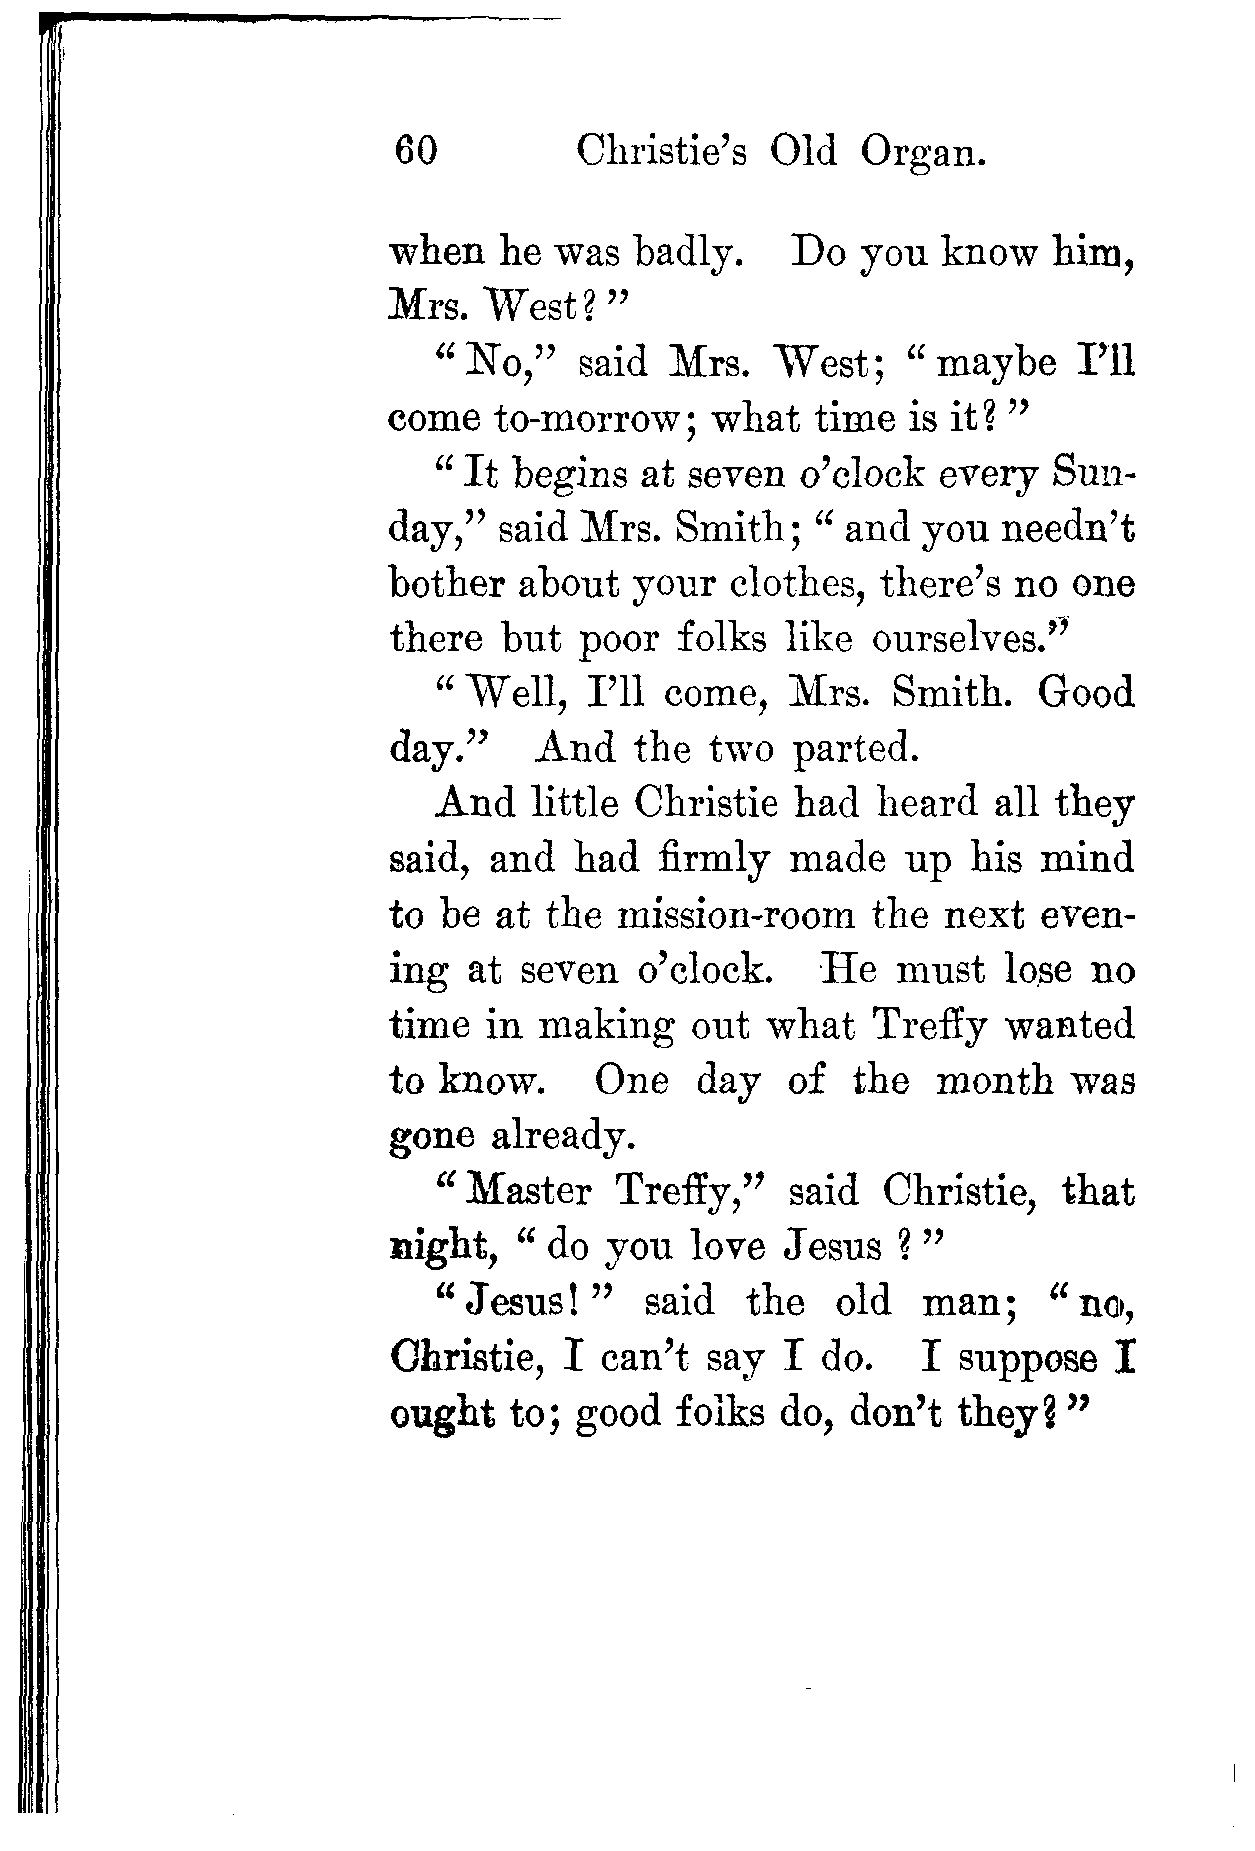 60 Christie's Old Organ.
when he was badly. Do you know him,
Mrs. West?"
"No," said Mrs. West; "maybe I'll
come to-morrow; what time is it?"
"It begins at seven o'clock every Sun-
day," said Mrs. Smith; "and you needn't
bother about your clothes, there's no one
there but poor folks like ourselves."
"Well, I'll come, Mrs. Smith. Good
day." And the two parted.
And little Christie had heard all they
said, and had firmly made up his mind
to be at the mission-room the next even-
ing at seven o'clock. He must lose no
time in making out what Treffy wanted
to know. One day of the month was
gone already.
"Master Treffy," said Christie, that
night, "do you love Jesus?"
"Jesus!" said the old man; "no,
Christie, I can't say I do. I suppose I
ought to; good folks do, don't they?"